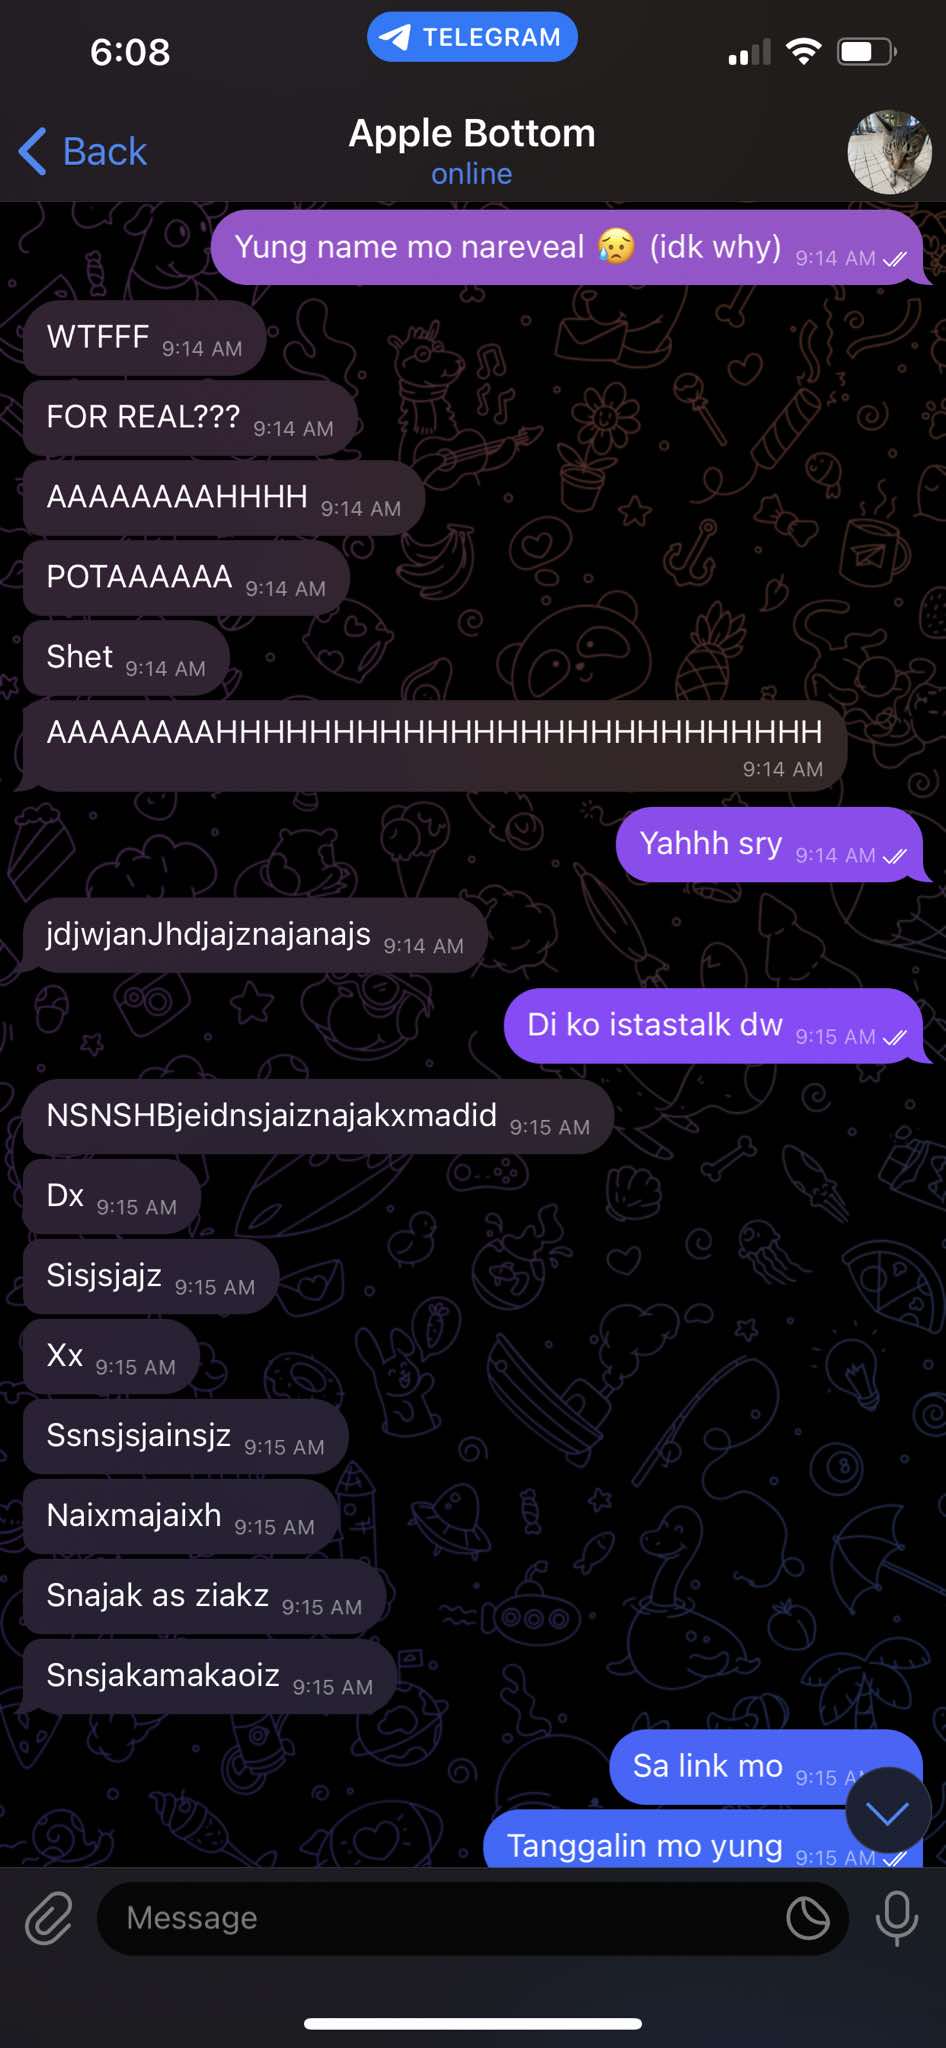 6:08
TELEGRAM
Back
Apple Bottom
online
Yung name mo nareveal 😥 (idk why) 9:14 AM
WTFFF 9:14 AM
FOR REAL??? 9:14 AM
AAAAAAAAHHHH 9:14 AM
POTAAAAAA 9:14 AM
Shet 9:14 AM
AAAAAAAAHHHHHHHHHHHHHHHHHHHHHHHHHH
9:14 AM
Yahhh sry 9:14 AM
jdjwjanJhdjajznajanajs 9:14 AM
Di ko istastalk dw 9:15 AM
NSNSHBjeidnsjaiznajakxmadid 9:15 AM
Dx 9:15 AM
Sisjsjajz 9:15 AM
Xx 9:15 AM
Ssnsjsjainsjz 9:15 AM
Naixmajaixh 9:15 AM
Snajak as ziakz 9:15 AM
Snsjakamakaoiz 9:15 AM
Sa link mo 9:15 A
Tanggalin mo yung 9:15 AM
Message